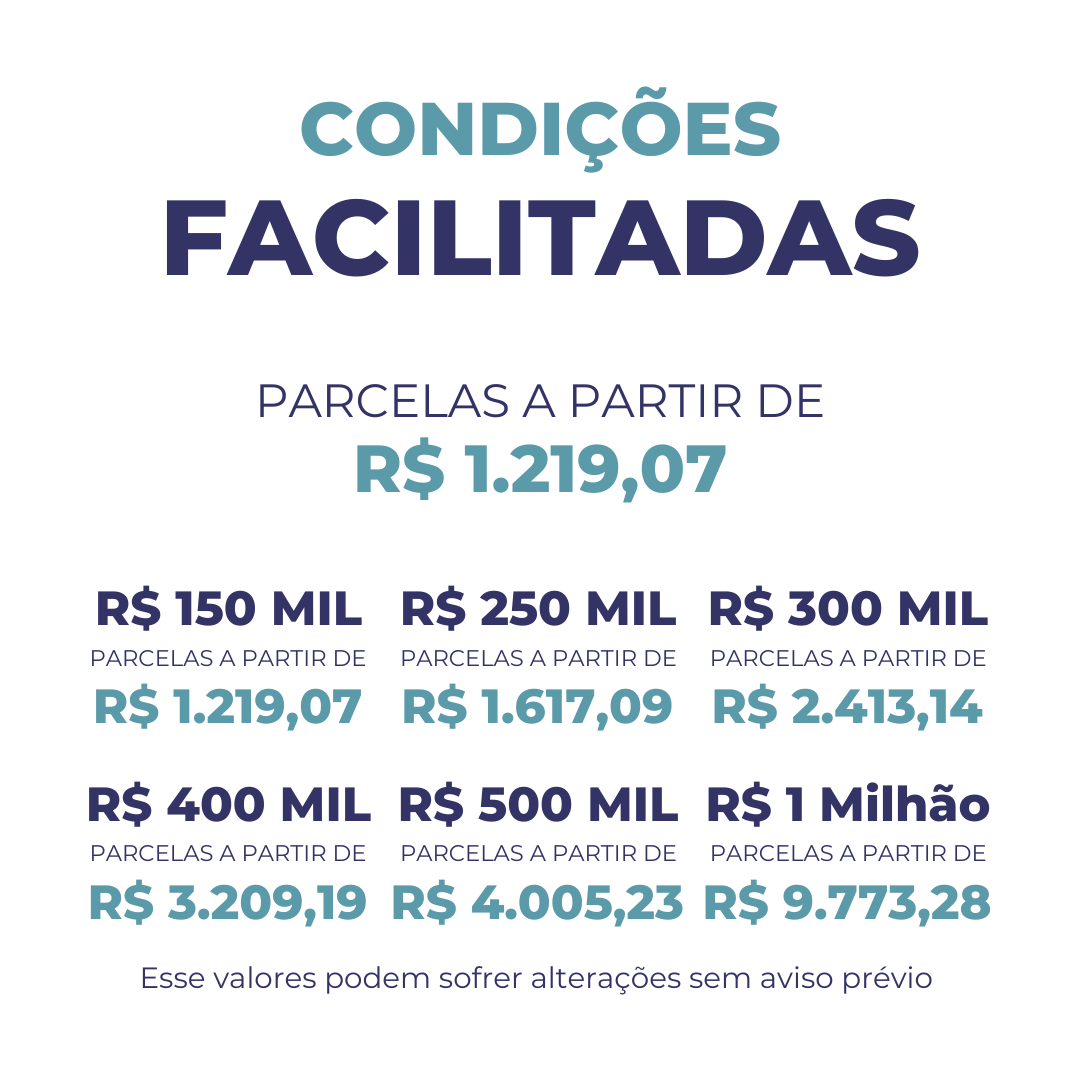 CONDIÇÕES
FACILITADAS
PARCELAS A PARTIR DE
R$ 1.219,07
R$ 150 MIL
PARCELAS A PARTIR DE
R$ 1.219,07
R$ 250 MIL
PARCELAS A PARTIR DE
R$ 1.617,09
R$ 300 MIL
PARCELAS A PARTIR DE
R$ 2.413,14
R$ 400 MIL
PARCELAS A PARTIR DE
R$ 3.209,19
R$ 500 MIL
PARCELAS A PARTIR DE
R$ 4.005,23
R$ 1 Milhão
PARCELAS A PARTIR DE
R$ 9.773,28
Esse valores podem sofrer alterações sem aviso prévio